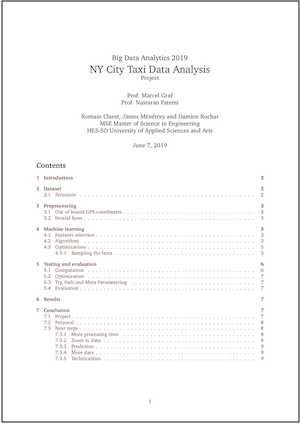 Big Data Analytics 2019
NY City Taxi Data Analysis
Project
Prof. Marcel Graf
Prof. Nastaran Fatemi
Romain Claret, Jämes Ménétrey and Damien Rochat
MSE Master of Science in Engineering
HES-SO University of Applied Sciences and Arts
June 7, 2019
Contents
1 Introduction 2
2 Dataset 2
2.1 Structure 2
3 Preprocessing 3
3.1 Out of bound GPS coordinates 3
3.2 Invalid fares 3
4 Machine learning 3
4.1 Features selection 3
4.2 Algorithms 3
4.3 Optimizations 5
4.3.1 Sampling the fares 5
5 Testing and evaluation 6
5.1 Computation 6
5.2 Optimization 7
5.3 Try, Fails and Meta Parametering 7
5.4 Evaluation 7
6 Results 7
7 Conclusion 7
7.1 Project 7
7.2 Personal 8
7.3 Next steps 8
7.3.1 More processing time 8
7.3.2 Zoom in data 9
7.3.3 Prediction 9
7.3.4 More data 9
7.3.5 Technicalities 9
1